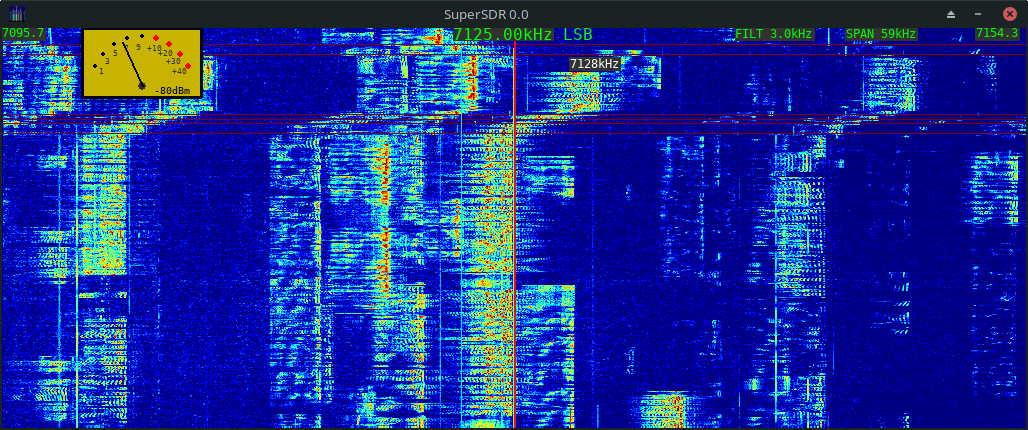 SuperSDR 0.0
7095.7 7125.00kHz LSB FILT 3.0kHz SPAN 59kHz 7154.3
7128kHz
1 3 5 7 9 +10 +20 +30 +40
-80dBm